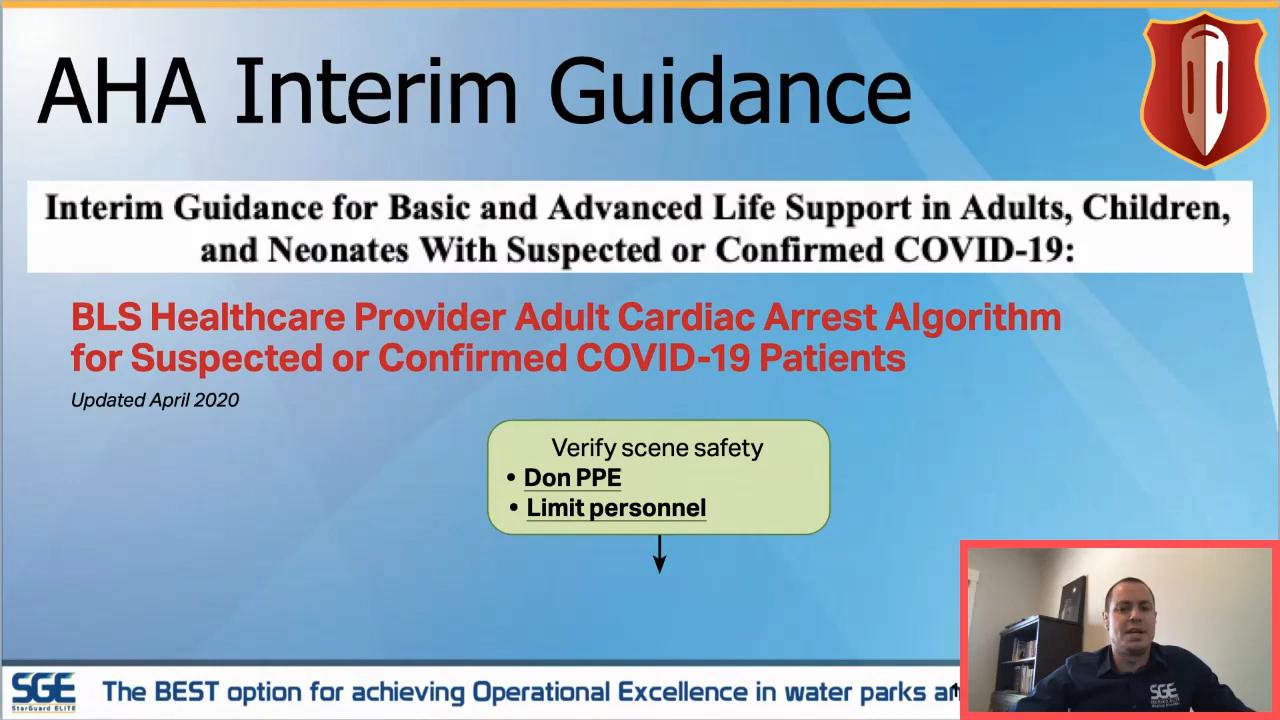 AHA Interim Guidance
Interim Guidance for Basic and Advanced Life Support in Adults, Children,
and Neonates With Suspected or Confirmed COVID-19:
BLS Healthcare Provider Adult Cardiac Arrest Algorithm
for Suspected or Confirmed COVID-19 Patients
Updated April 2020
Verify scene safety
• Don PPE
• Limit personnel
SGE
StarGuard ELITE
The BEST option for achieving Operational Excellence in water parks
SGE